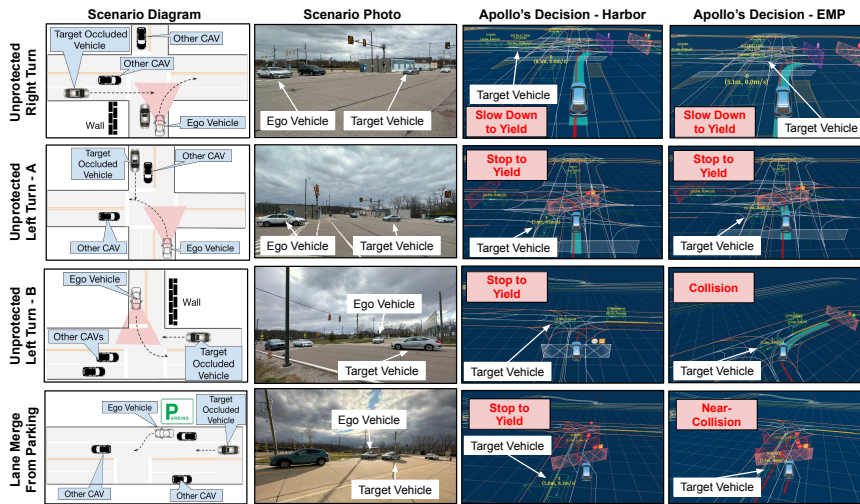 Scenario Diagram
Scenario Photo
Apollo's Decision - Harbor
Apollo's Decision - EMP
Unprotected
Right Turn
Target Occluded
Vehicle
Other CAV
Other CAV
Wall
Ego Vehicle
Ego Vehicle
Target Vehicle
Target Vehicle
Slow Down
to Yield
(5.1m, 0.0m/s)
Slow Down
to Yield
Target Vehicle
Unprotected
Left Turn - A
Target
Occluded
Vehicle
Other CAV
Other CAV
Ego Vehicle
Ego Vehicle
Target Vehicle
Stop to
Yield
Target Vehicle
Stop to
Yield
Target Vehicle
Unprotected
Left Turn - B
Ego Vehicle
Wall
Other CAVs
Target
Occluded
Vehicle
Ego Vehicle
Target Vehicle
Stop to
Yield
Target Vehicle
Collision
Target Vehicle
Lane Merge
From Parking
Ego Vehicle
PARKING
Target
Occluded
Vehicle
Other CAV
Other CAV
Ego Vehicle
Target Vehicle
Stop to
Yield
Target Vehicle
Near-
Collision
Target Vehicle